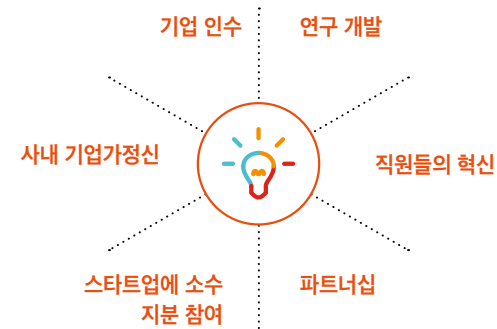 기업 인수
연구 개발
사내 기업가정신
직원들의 혁신
스타트업에 소수
지분 참여
파트너십